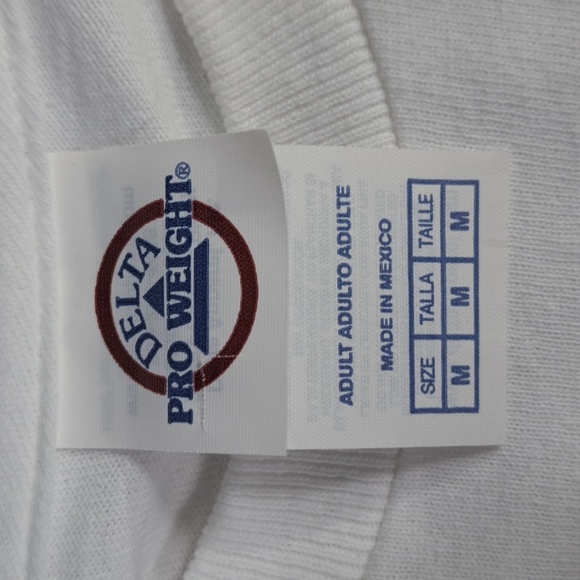 DELTA
PRO WEIGHT®
ADULT ADULTO ADULTE
MADE IN MEXICO
SIZE TALLA TAILLE
M M M